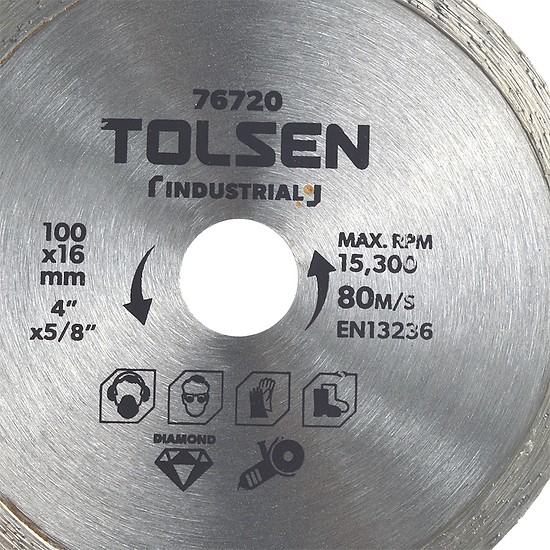 76720
TOLSEN
INDUSTRIAL
100
x16
mm
4"
x5/8"
MAX. RPM
15,300
80M/S
EN13236
DIAMOND